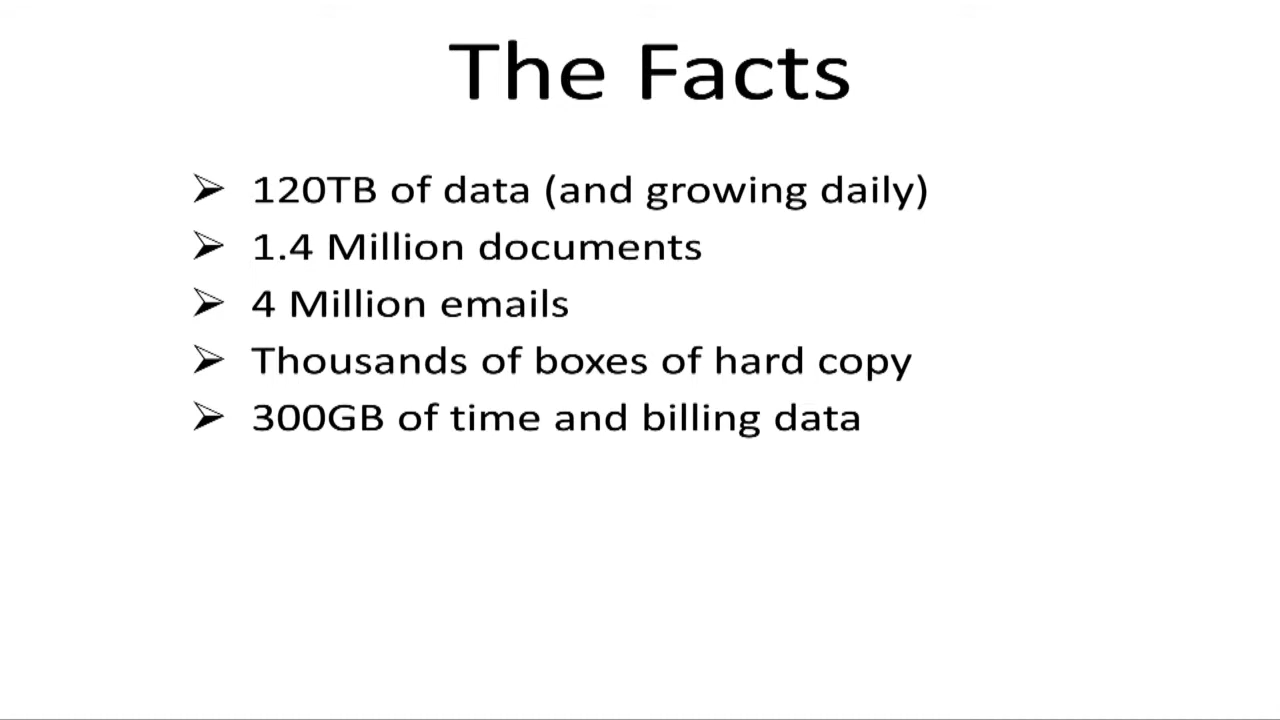 The Facts
➢ 120TB of data (and growing daily)
➢ 1.4 Million documents
➢ 4 Million emails
➢ Thousands of boxes of hard copy
➢ 300GB of time and billing data